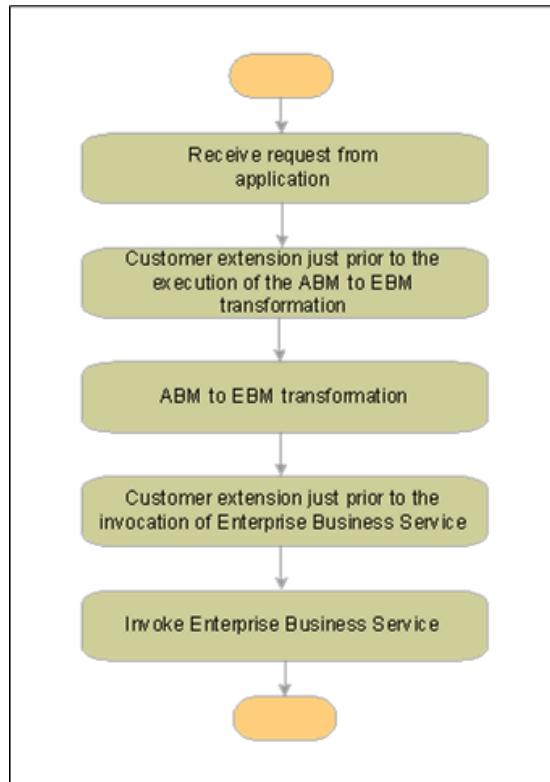 Receive request from
application
Customer extension just prior to the
execution of the ABM to EBM
transformation
ABM to EBM transformation
Customer extension just prior to the
invocation of Enterprise Business Service
Invoke Enterprise Business Service